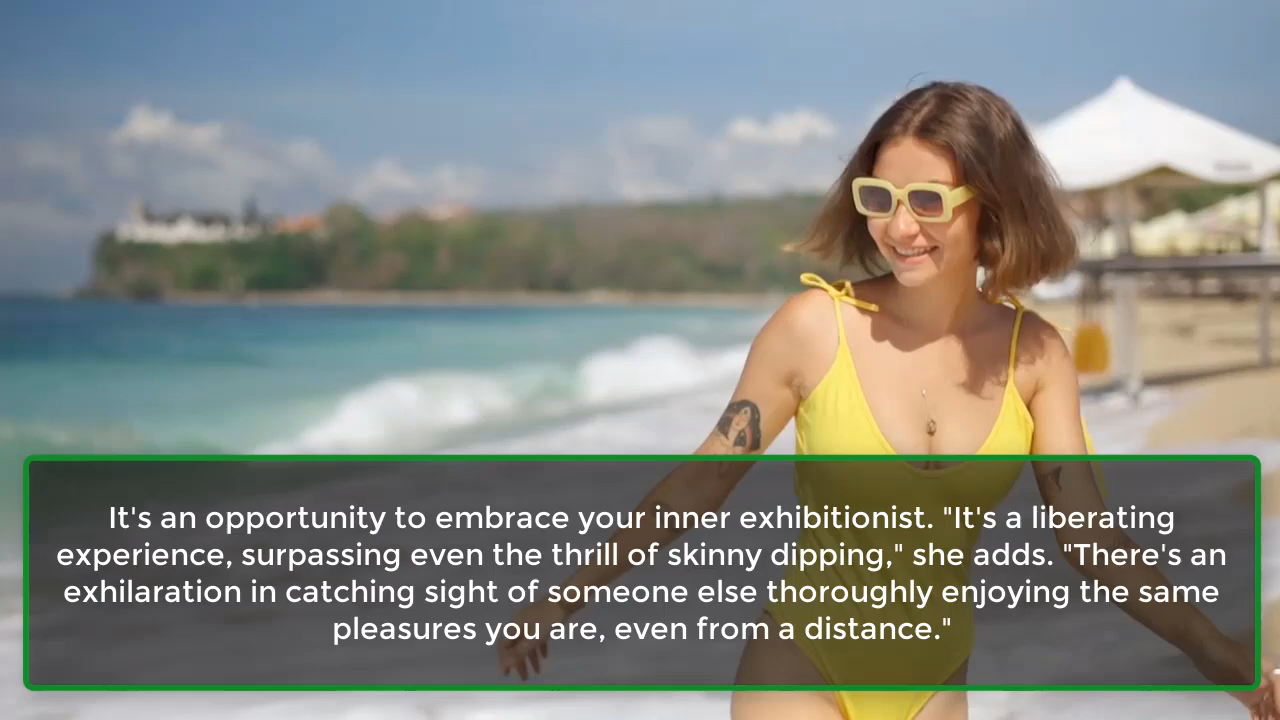 It's an opportunity to embrace your inner exhibitionist. "It's a liberating
experience, surpassing even the thrill of skinny dipping," she adds. "There's an
exhilaration in catching sight of someone else thoroughly enjoying the same
pleasures you are, even from a distance."